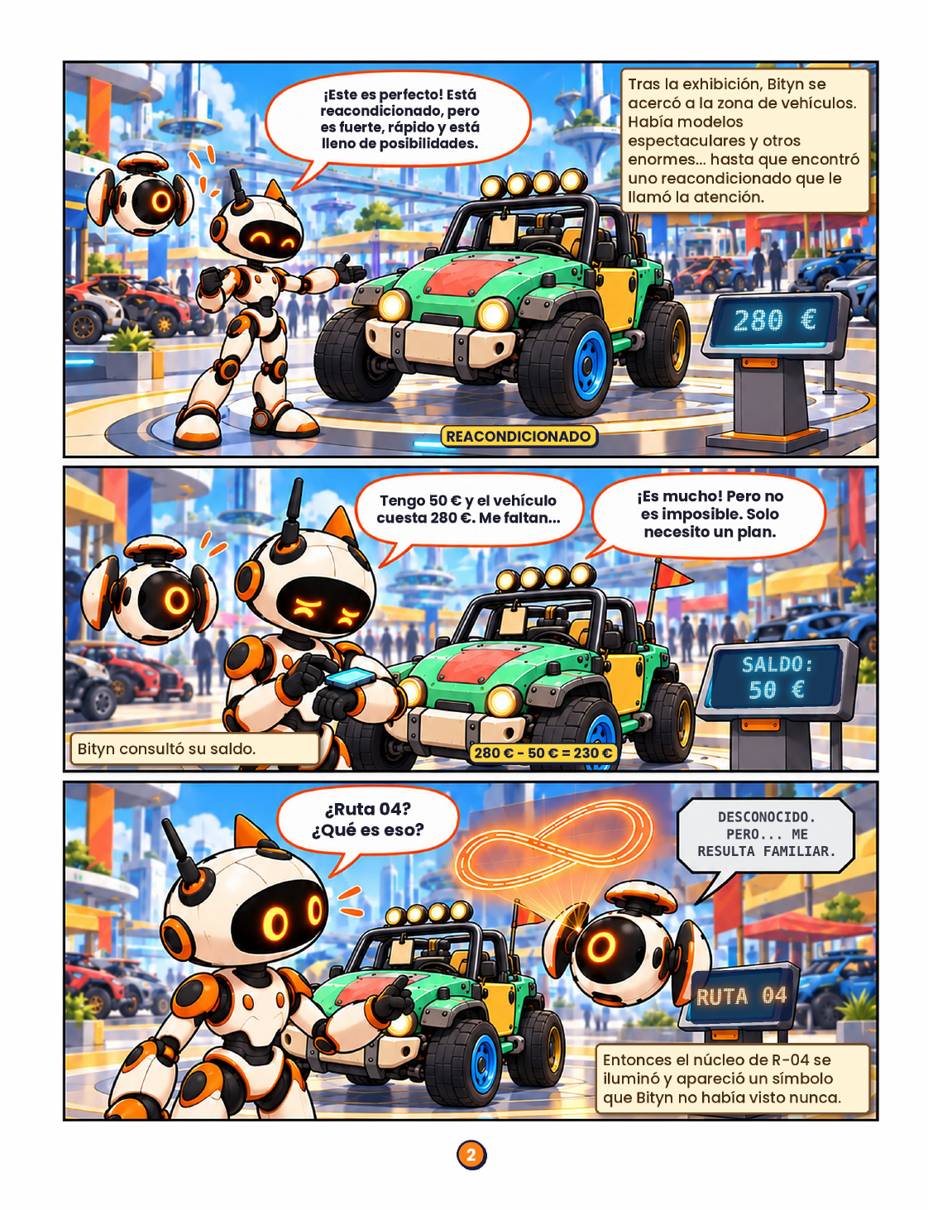 ¡Este es perfecto! Está
reacondicionado, pero
es fuerte, rápido y está
lleno de posibilidades.
Tras la exhibición, Bityn se
acercó a la zona de vehículos.
Había modelos
espectaculares y otros
enormes... hasta que encontró
uno reacondicionado que le
llamó la atención.
280 €
REACONDICIONADO
Tengo 50 € y el vehículo
cuesta 280 €. Me faltan...
¡Es mucho! Pero no
es imposible. Solo
necesito un plan.
SALDO:
50 €
Bityn consultó su saldo.
280 € - 50 € = 230 €
¿Ruta 04?
¿Qué es eso?
DESCONOCIDO.
PERO... ME
RESULTA FAMILIAR.
RUTA 04
Entonces el núcleo de R-04 se
iluminó y apareció un símbolo
que Bityn no había visto nunca.
2